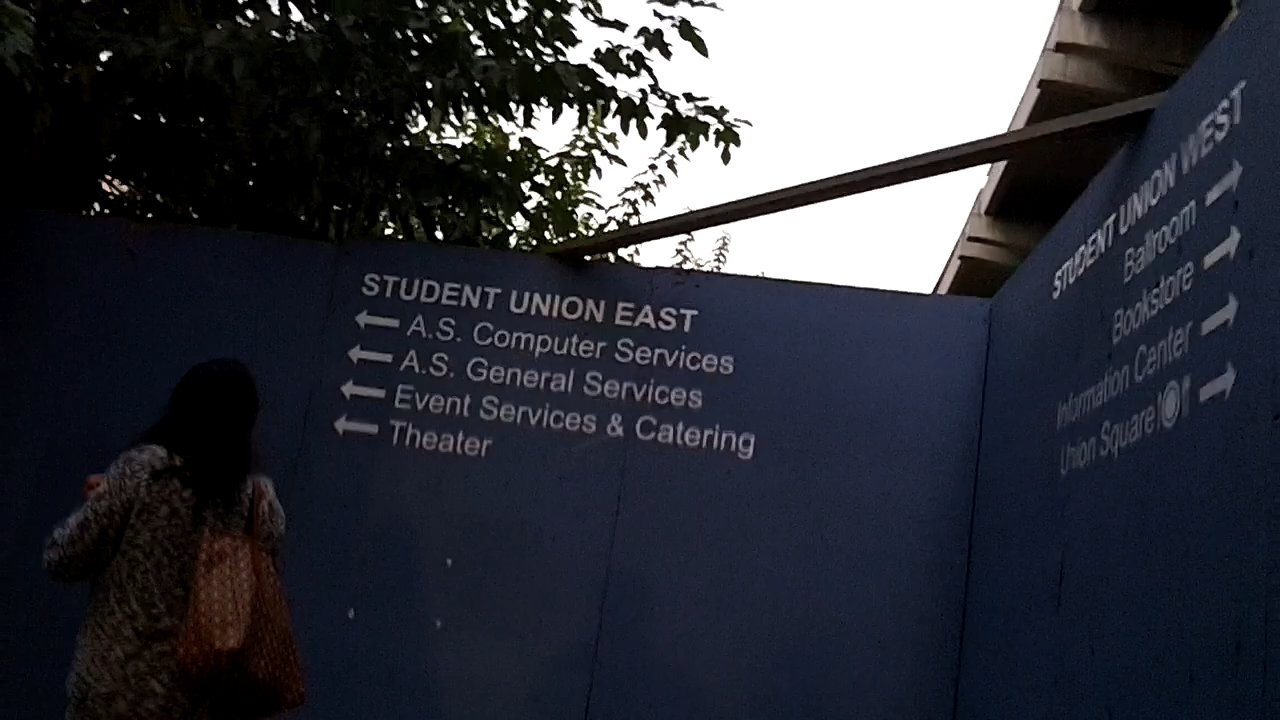 STUDENT UNION EAST
A.S. Computer Services
A.S. General Services
Event Services & Catering
Theater
STUDENT UNION WEST
Ballroom
Bookstore
Information Center
Union Square